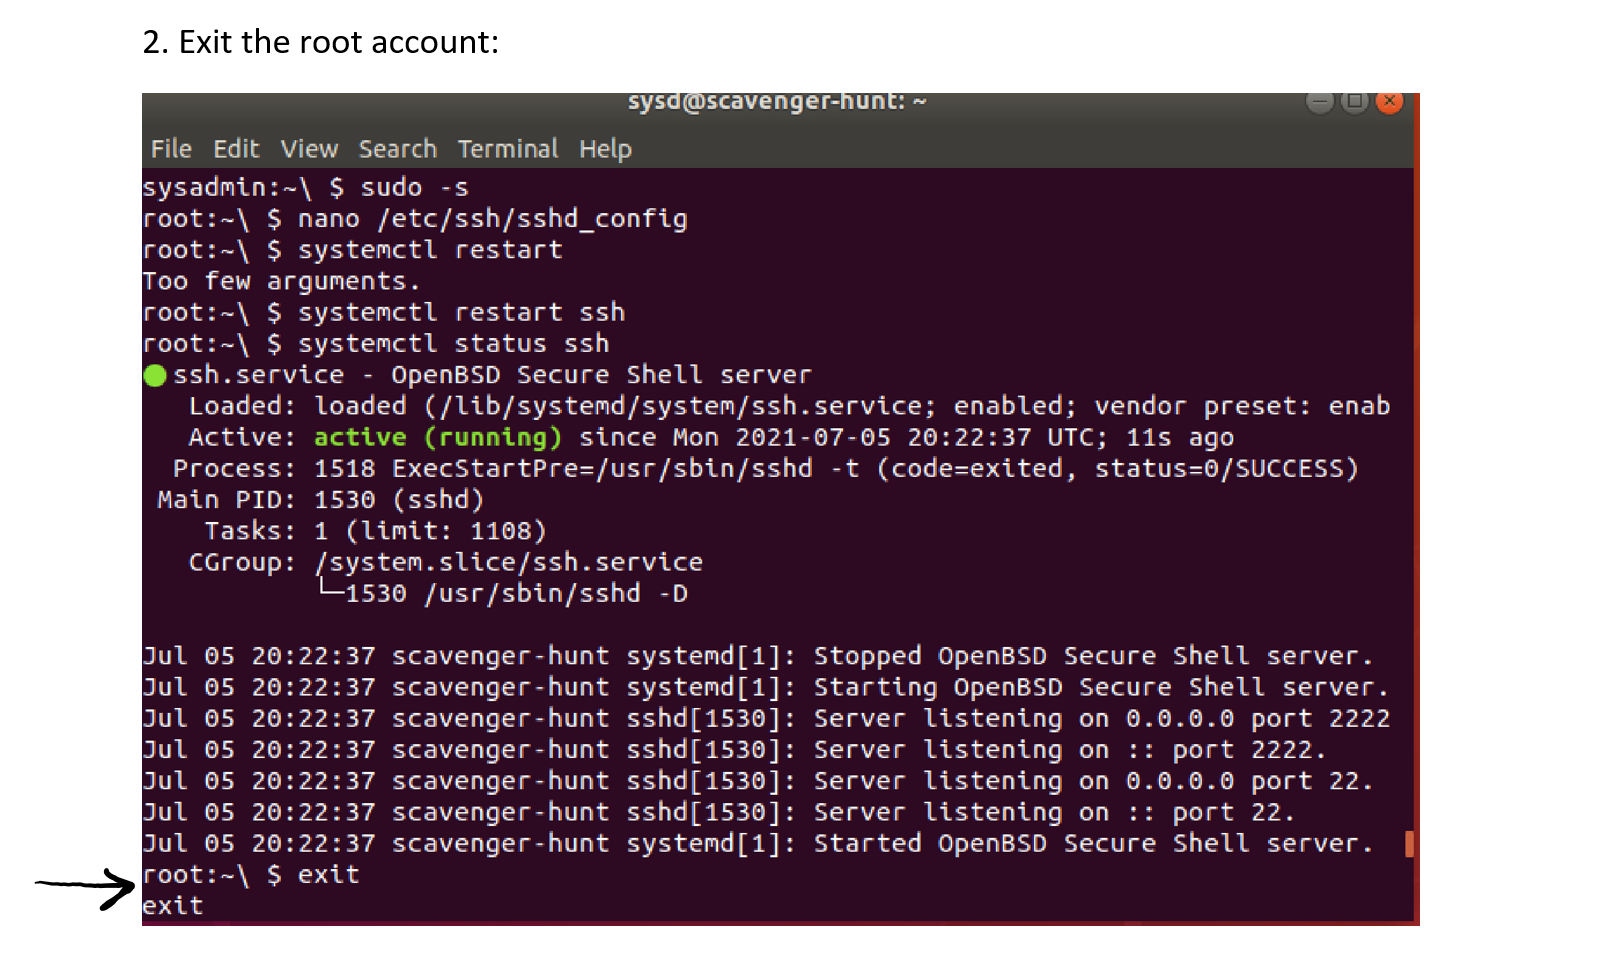 2. Exit the root account:
sysd@scavenger-hunt: ~
File Edit View Search Terminal Help
sysadmin:~\ $ sudo -s
root:~\ $ nano /etc/ssh/sshd_config
root:~\ $ systemctl restart
Too few arguments.
root:~\ $ systemctl restart ssh
root:~\ $ systemctl status ssh
● ssh.service - OpenBSD Secure Shell server
   Loaded: loaded (/lib/systemd/system/ssh.service; enabled; vendor preset: enab
   Active: active (running) since Mon 2021-07-05 20:22:37 UTC; 11s ago
  Process: 1518 ExecStartPre=/usr/sbin/sshd -t (code=exited, status=0/SUCCESS)
 Main PID: 1530 (sshd)
    Tasks: 1 (limit: 1108)
   CGroup: /system.slice/ssh.service
           └─1530 /usr/sbin/sshd -D
Jul 05 20:22:37 scavenger-hunt systemd[1]: Stopped OpenBSD Secure Shell server.
Jul 05 20:22:37 scavenger-hunt systemd[1]: Starting OpenBSD Secure Shell server.
Jul 05 20:22:37 scavenger-hunt sshd[1530]: Server listening on 0.0.0.0 port 2222
Jul 05 20:22:37 scavenger-hunt sshd[1530]: Server listening on :: port 2222.
Jul 05 20:22:37 scavenger-hunt sshd[1530]: Server listening on 0.0.0.0 port 22.
Jul 05 20:22:37 scavenger-hunt sshd[1530]: Server listening on :: port 22.
Jul 05 20:22:37 scavenger-hunt systemd[1]: Started OpenBSD Secure Shell server.
root:~\ $ exit
exit